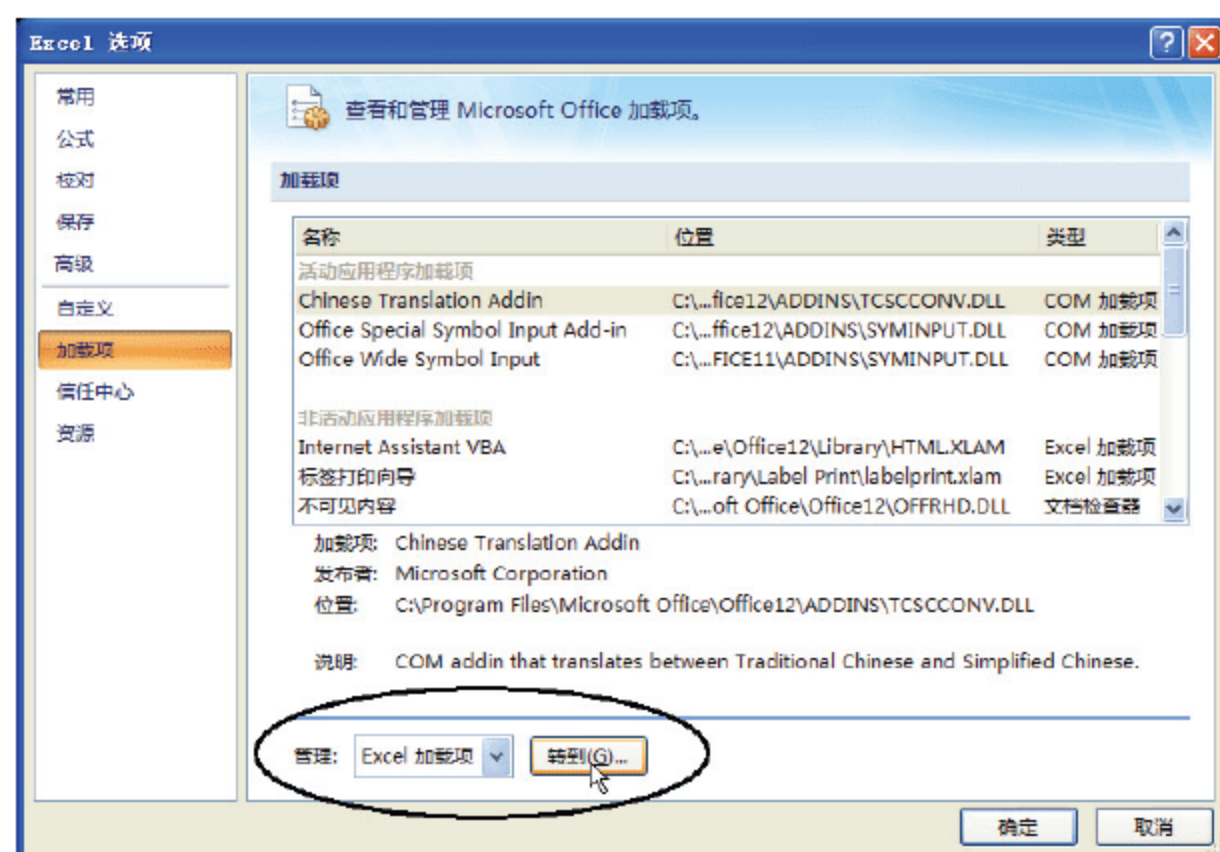 Excel 选项
常用
公式
校对
保存
高级
自定义
加载项
信任中心
资源
查看和管理 Microsoft Office 加载项。
加载项
名称 位置 类型
活动应用程序加载项
Chinese Translation Addin C:\...fice12\ADDINS\TCSCCONV.DLL COM 加载项
Office Special Symbol Input Add-in C:\...ffice12\ADDINS\SYMINPUT.DLL COM 加载项
Office Wide Symbol Input C:\...FICE11\ADDINS\SYMINPUT.DLL COM 加载项
非活动应用程序加载项
Internet Assistant VBA C:\...e\Office12\Library\HTML.XLAM Excel 加载项
标签打印向导 C:\...rary\Label Print\labelprint.xlam Excel 加载项
不可见内容 C:\...oft Office\Office12\OFFRHD.DLL 文档检查器
加载项: Chinese Translation Addin
发布者: Microsoft Corporation
位置: C:\Program Files\Microsoft Office\Office12\ADDINS\TCSCCONV.DLL
说明: COM addin that translates between Traditional Chinese and Simplified Chinese.
管理: Excel 加载项 转到(G)...
确定 取消